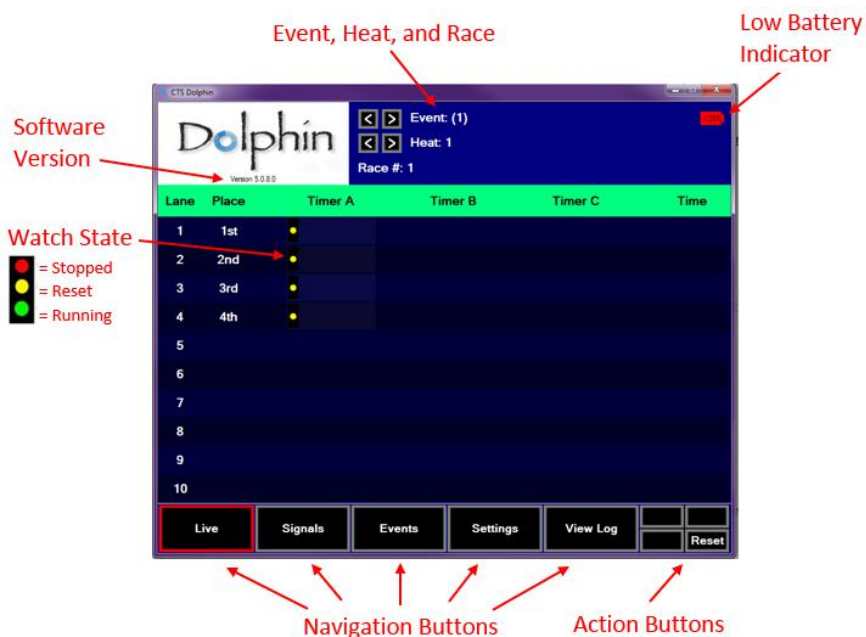 Event, Heat, and Race
Low Battery
Indicator
CTS Dolphin
Dolphin
Version 5.0.8.0
< > Event: (1)
< > Heat: 1
Race #: 1
Software
Version
Lane Place Timer A Timer B Timer C Time
Watch State
= Stopped
= Reset
= Running
1 1st
2 2nd
3 3rd
4 4th
5
6
7
8
9
10
Live Signals Events Settings View Log Reset
Navigation Buttons
Action Buttons